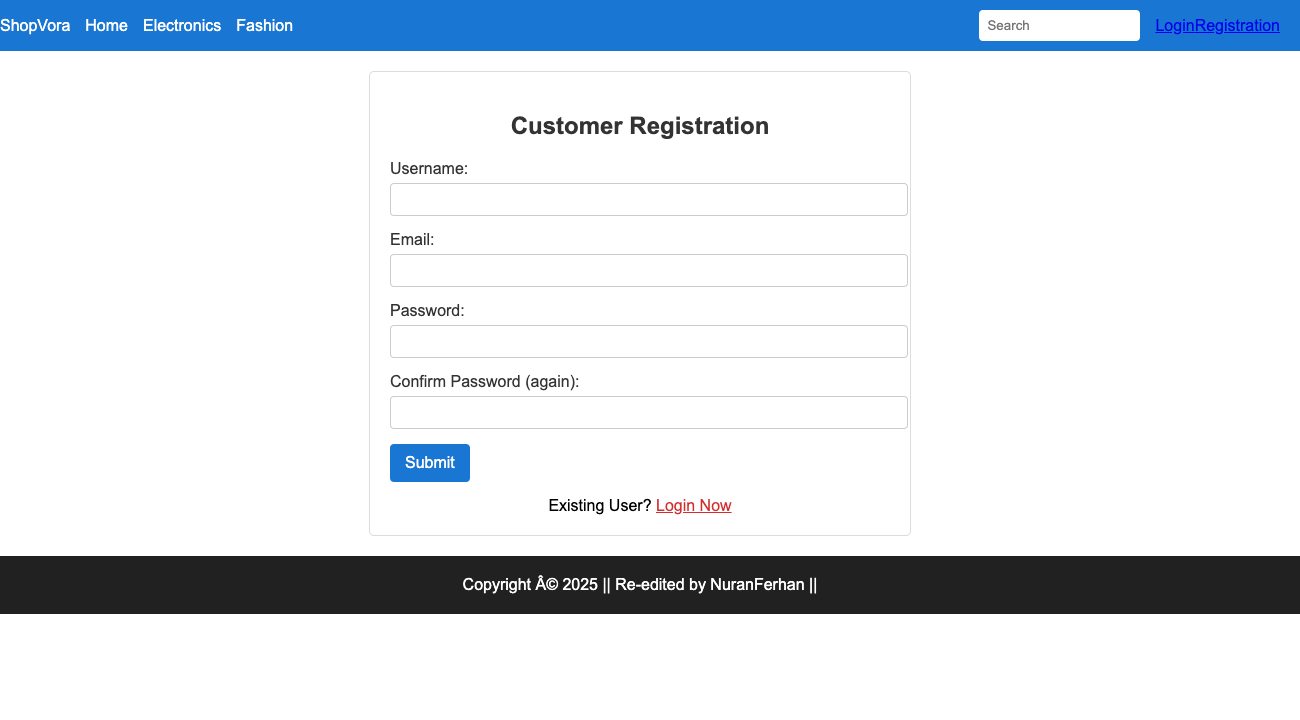 ShopVora Home Electronics Fashion Search LoginRegistration
Customer Registration
Username:
Email:
Password:
Confirm Password (again):
Submit
Existing User? Login Now
Copyright Â© 2025 || Re-edited by NuranFerhan ||